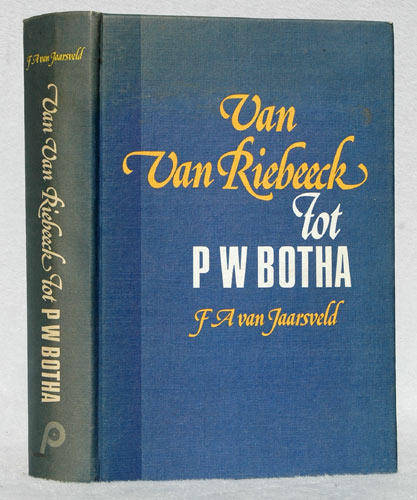 F A van Jaarsveld
Van Van Riebeeck tot P W BOTHA
Van
Van Riebeeck
tot
P W BOTHA
F A van Jaarsveld